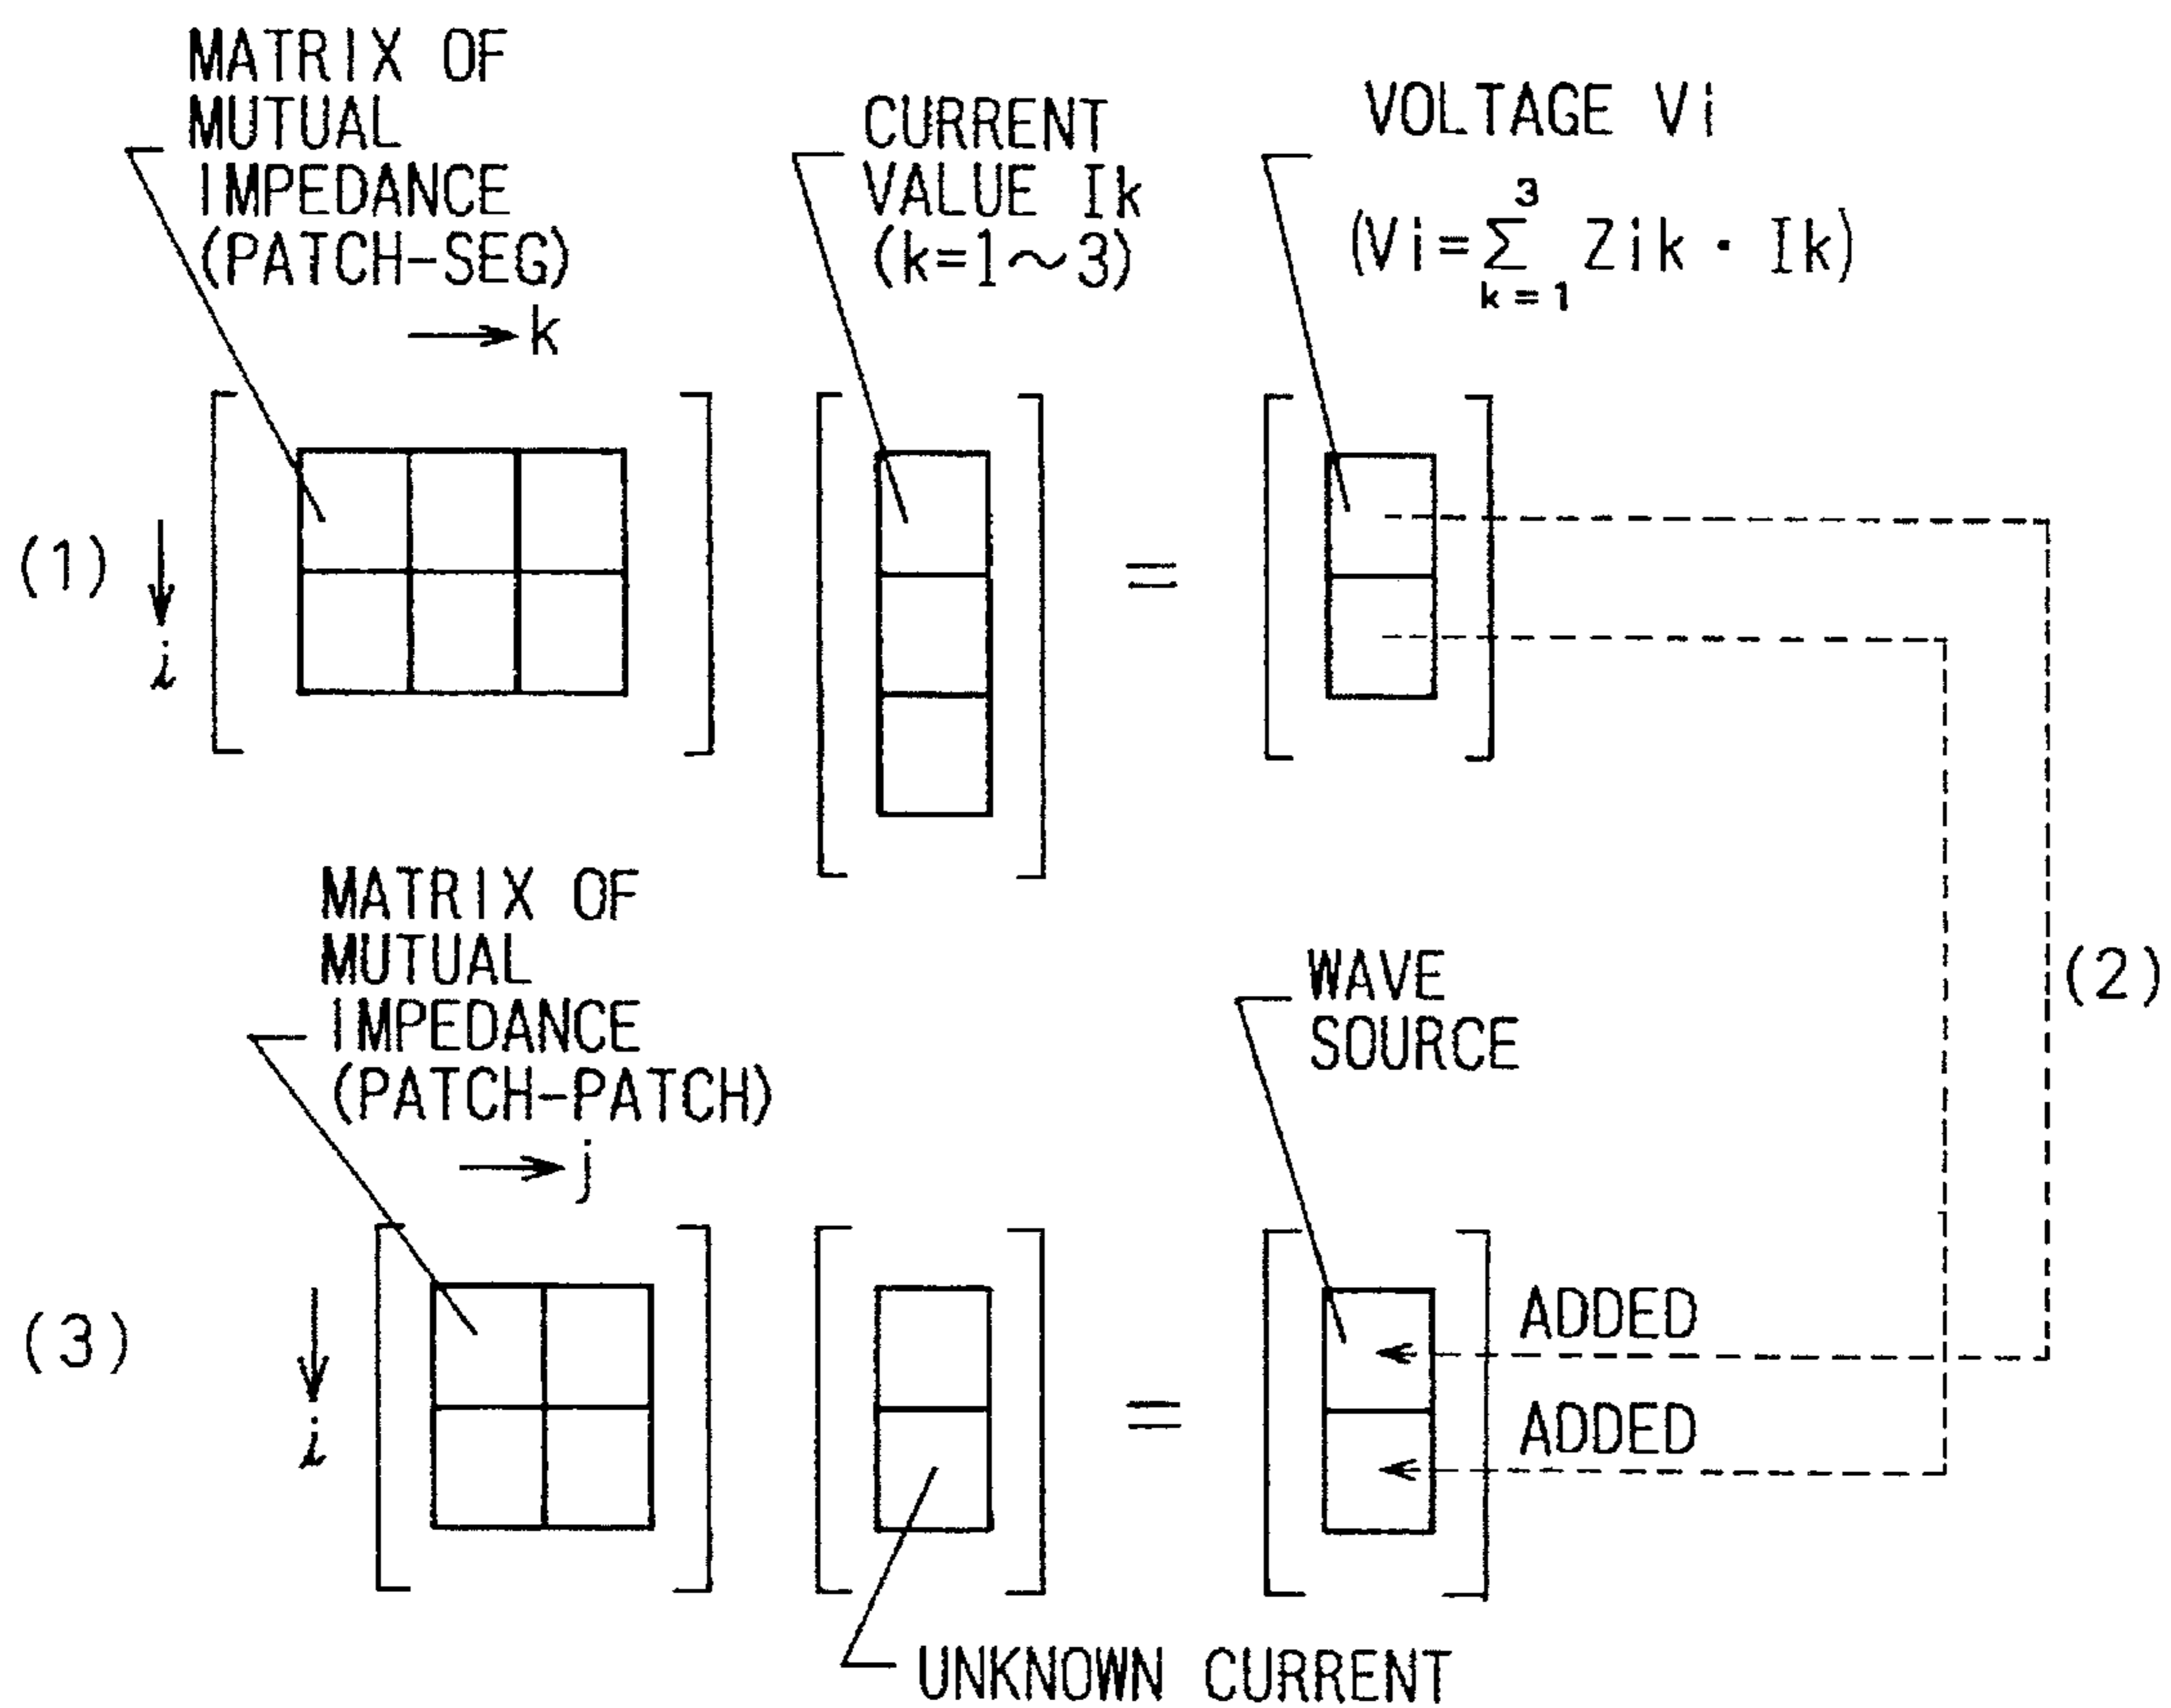 MATRIX OF
MUTUAL
IMPEDANCE
(PATCH-SEG)
→k
CURRENT
VALUE Ik
(k=1～3)
VOLTAGE Vi
3
(Vi=Σ Zik · Ik)
k=1
(1)
i
=
(2)
MATRIX OF
MUTUAL
IMPEDANCE
(PATCH-PATCH)
→j
WAVE
SOURCE
(3)
i
=
ADDED
ADDED
UNKNOWN CURRENT